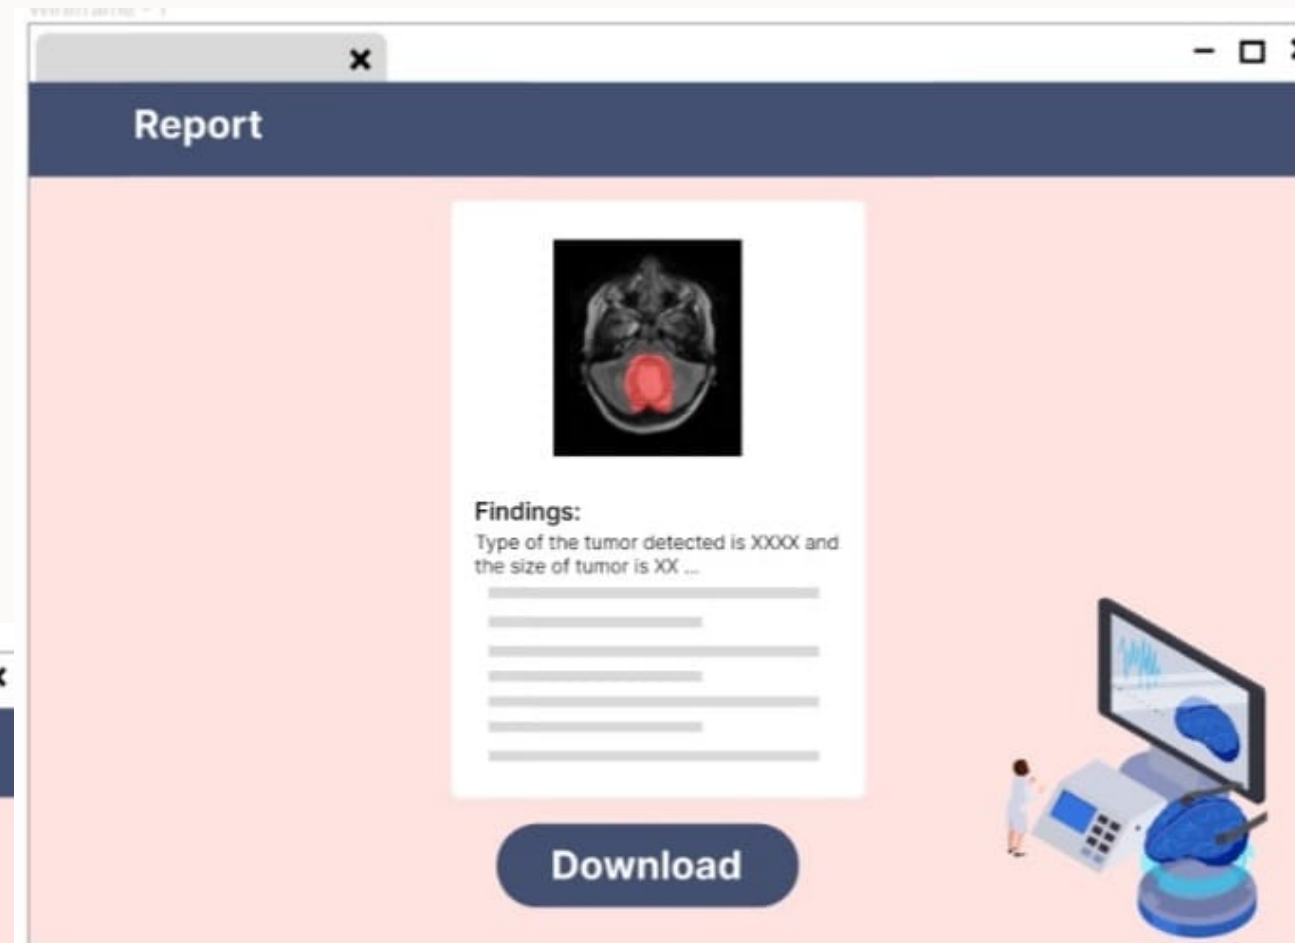 Report
Findings:
Type of the tumor detected is XXXX and
the size of tumor is XX ...
Download